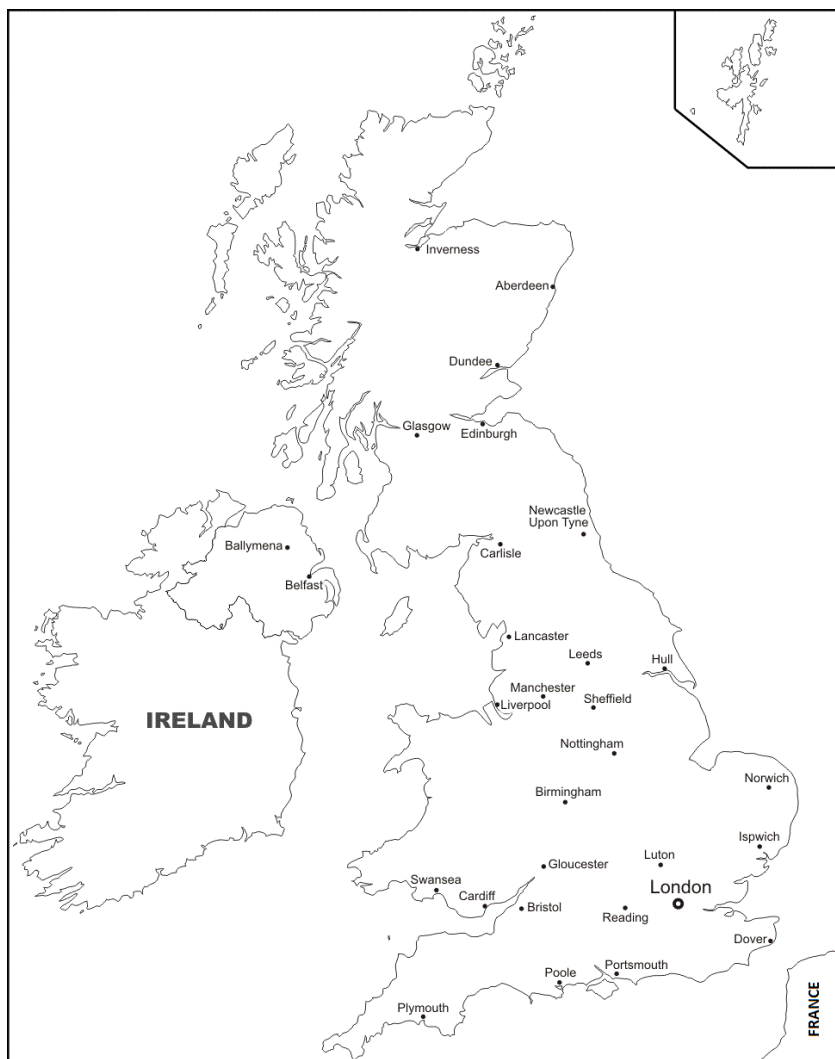 Inverness
Aberdeen
Dundee
Glasgow
Edinburgh
Newcastle
Upon Tyne
Ballymena
Carlisle
Belfast
Lancaster
Leeds
Hull
Manchester
Liverpool
Sheffield
IRELAND
Nottingham
Norwich
Birmingham
Ispwich
Luton
Gloucester
Swansea
London
Cardiff
Bristol
Reading
Dover
Portsmouth
Poole
FRANCE
Plymouth